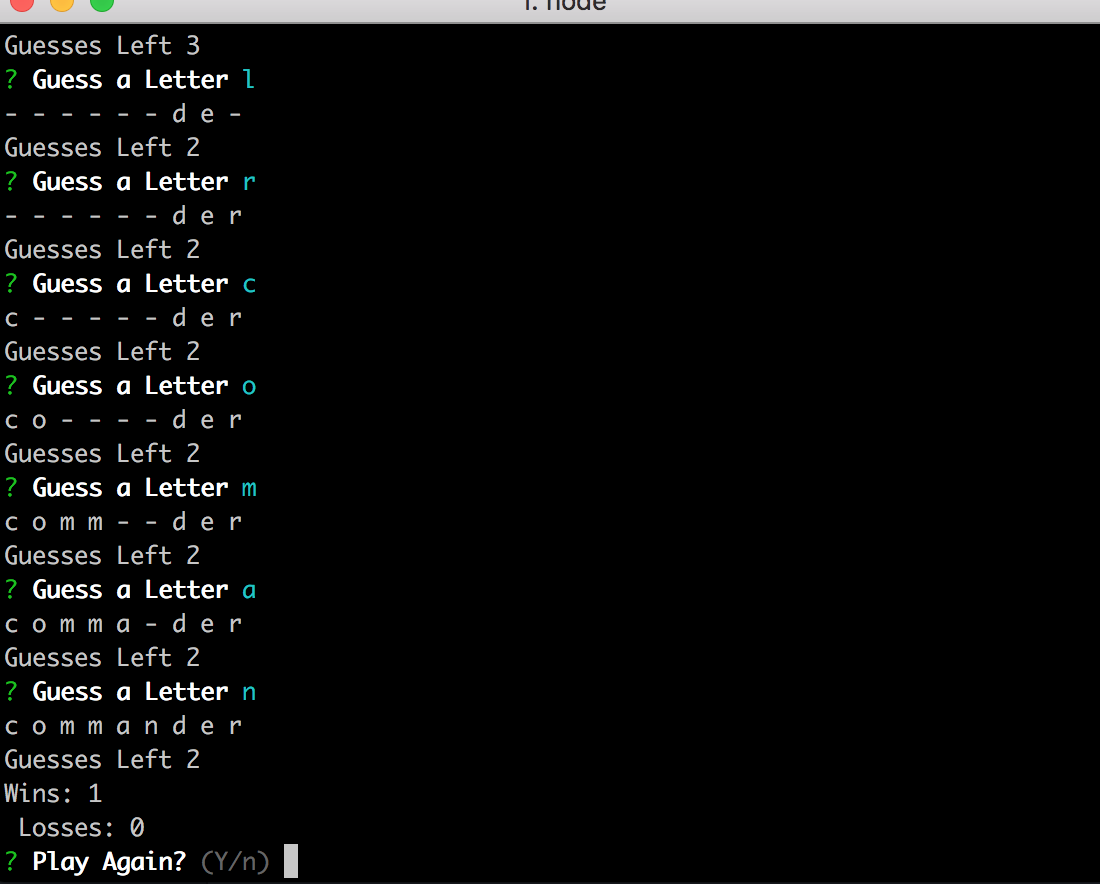 1. node
Guesses Left 3
? Guess a Letter l
- - - - - - d e -
Guesses Left 2
? Guess a Letter r
- - - - - - d e r
Guesses Left 2
? Guess a Letter c
c - - - - - d e r
Guesses Left 2
? Guess a Letter o
c o - - - - d e r
Guesses Left 2
? Guess a Letter m
c o m m - - d e r
Guesses Left 2
? Guess a Letter a
c o m m a - d e r
Guesses Left 2
? Guess a Letter n
c o m m a n d e r
Guesses Left 2
Wins: 1
Losses: 0
? Play Again? (Y/n)